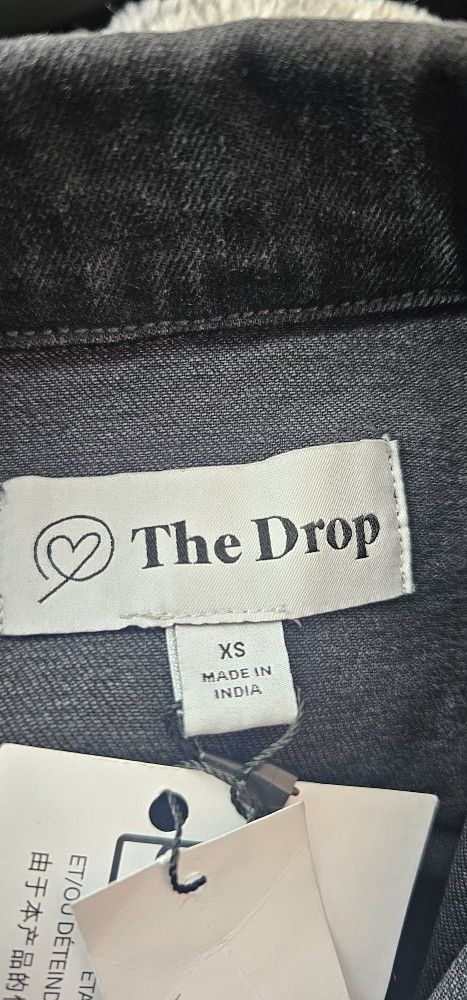 The Drop
XS
MADE IN
INDIA
ET/OU DÉTEIND
ETA
由于本产品的